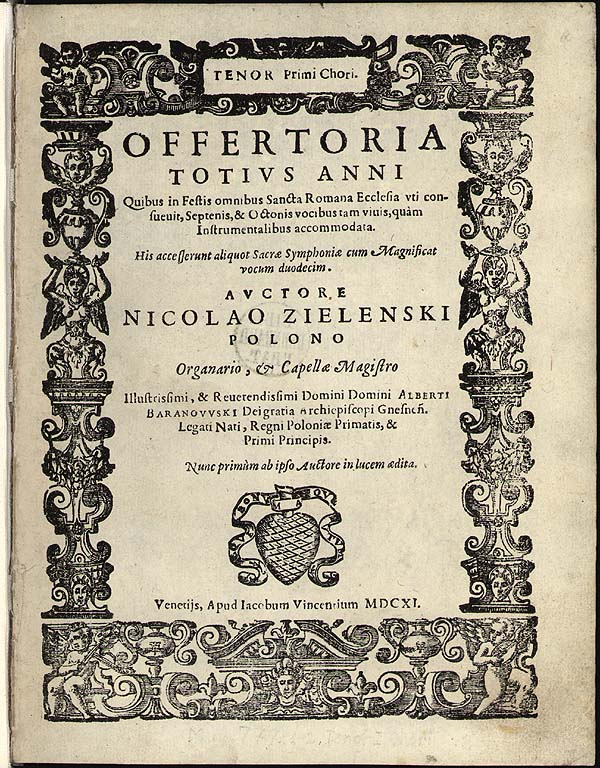 TENOR Primi Chori.
OFFERTORIA
TOTIVS ANNI
Quibus in Festis omnibus Sancta Romana Ecclesia vti con-
sueuit, Septenis, & Octonis vocibus tam viuis, quàm
Instrumentalibus accommodata.
His accesserunt aliquot Sacræ Symphoniæ cum Magnificat
vocum duodecim.
AVCTORE
NICOLAO ZIELENSKI
POLONO
Organario, & Capellæ Magistro
Illustrissimi, & Reuerendissimi Domini Domini ALBERTI
BARANOVVSKI Dei gratia Archiepiscopi Gnesneñ.
Legati Nati, Regni Poloniæ Primatis, &
Primi Principis.
Nunc primùm ab ipso Auctore in lucem ædita.
Venetijs, Apud Iacobum Vincentium MDCXI.